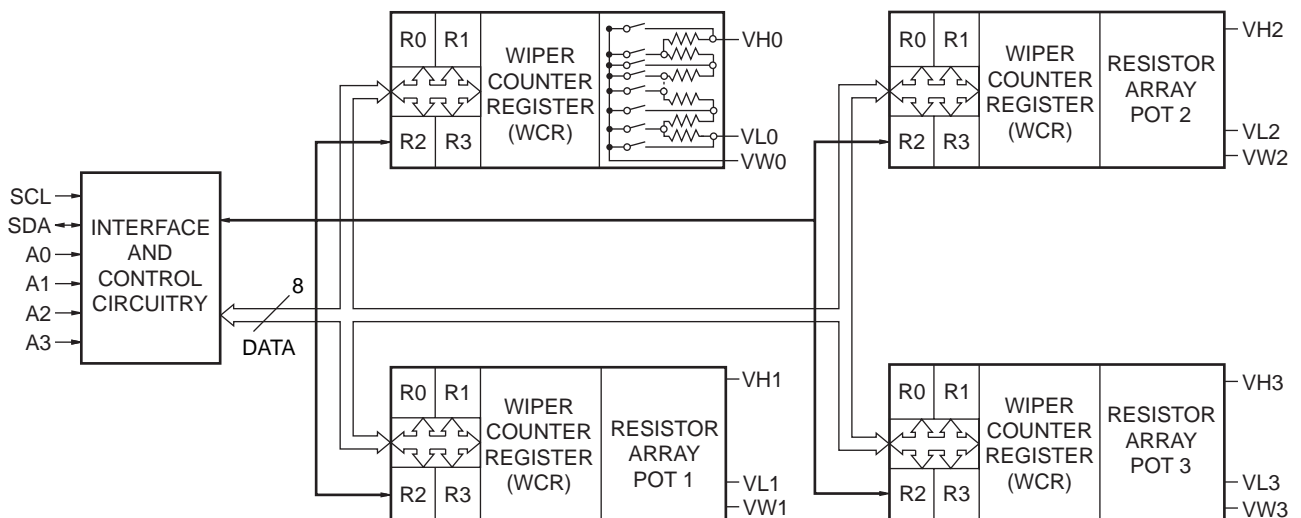 R0 R1
R2 R3
WIPER
COUNTER
REGISTER
(WCR)
VH0
VL0
VW0
R0 R1
R2 R3
WIPER
COUNTER
REGISTER
(WCR)
RESISTOR
ARRAY
POT 2
VH2
VL2
VW2
SCL
SDA
A0
A1
A2
A3
INTERFACE
AND
CONTROL
CIRCUITRY
8
DATA
R0 R1
R2 R3
WIPER
COUNTER
REGISTER
(WCR)
RESISTOR
ARRAY
POT 1
VH1
VL1
VW1
R0 R1
R2 R3
WIPER
COUNTER
REGISTER
(WCR)
RESISTOR
ARRAY
POT 3
VH3
VL3
VW3